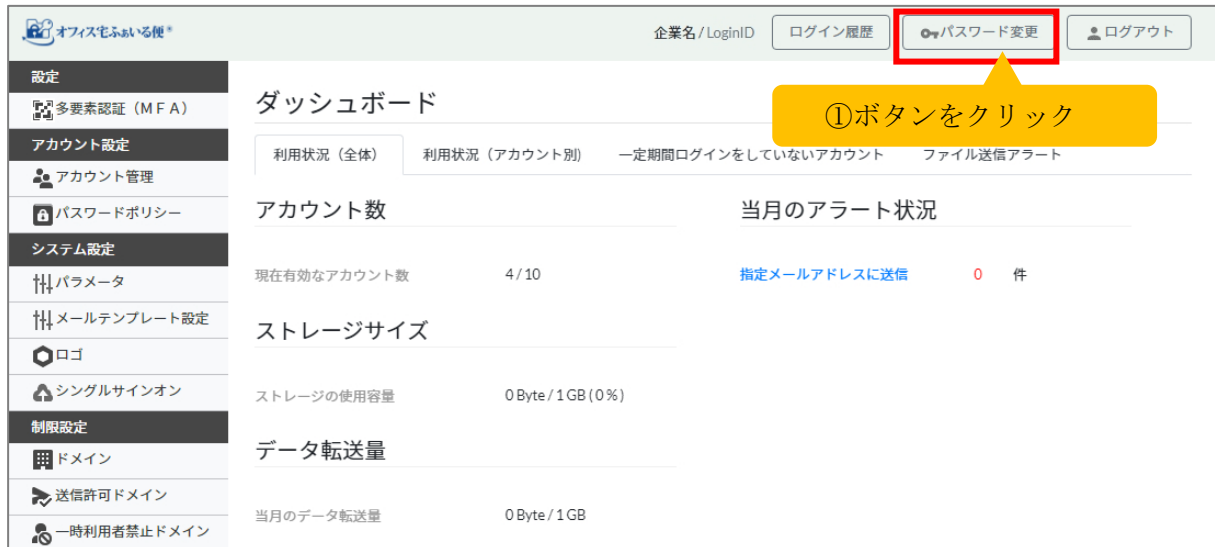 オフィス宅ふぁいる便®
企業名 / LoginID
ログイン履歴
パスワード変更
ログアウト
①ボタンをクリック
設定
多要素認証（ＭＦＡ）
アカウント設定
アカウント管理
パスワードポリシー
システム設定
パラメータ
メールテンプレート設定
ロゴ
シングルサインオン
制限設定
ドメイン
送信許可ドメイン
一時利用者禁止ドメイン
ダッシュボード
利用状況（全体） 利用状況（アカウント別） 一定期間ログインをしていないアカウント ファイル送信アラート
アカウント数
現在有効なアカウント数 4 / 10
ストレージサイズ
ストレージの使用容量 0 Byte / 1 GB ( 0 % )
データ転送量
当月のデータ転送量 0 Byte / 1 GB
当月のアラート状況
指定メールアドレスに送信 0 件